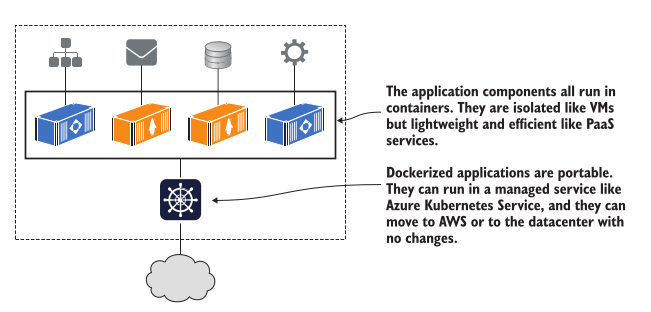 The application components all run in
containers. They are isolated like VMs
but lightweight and efficient like PaaS
services.
Dockerized applications are portable.
They can run in a managed service like
Azure Kubernetes Service, and they can
move to AWS or to the datacenter with
no changes.